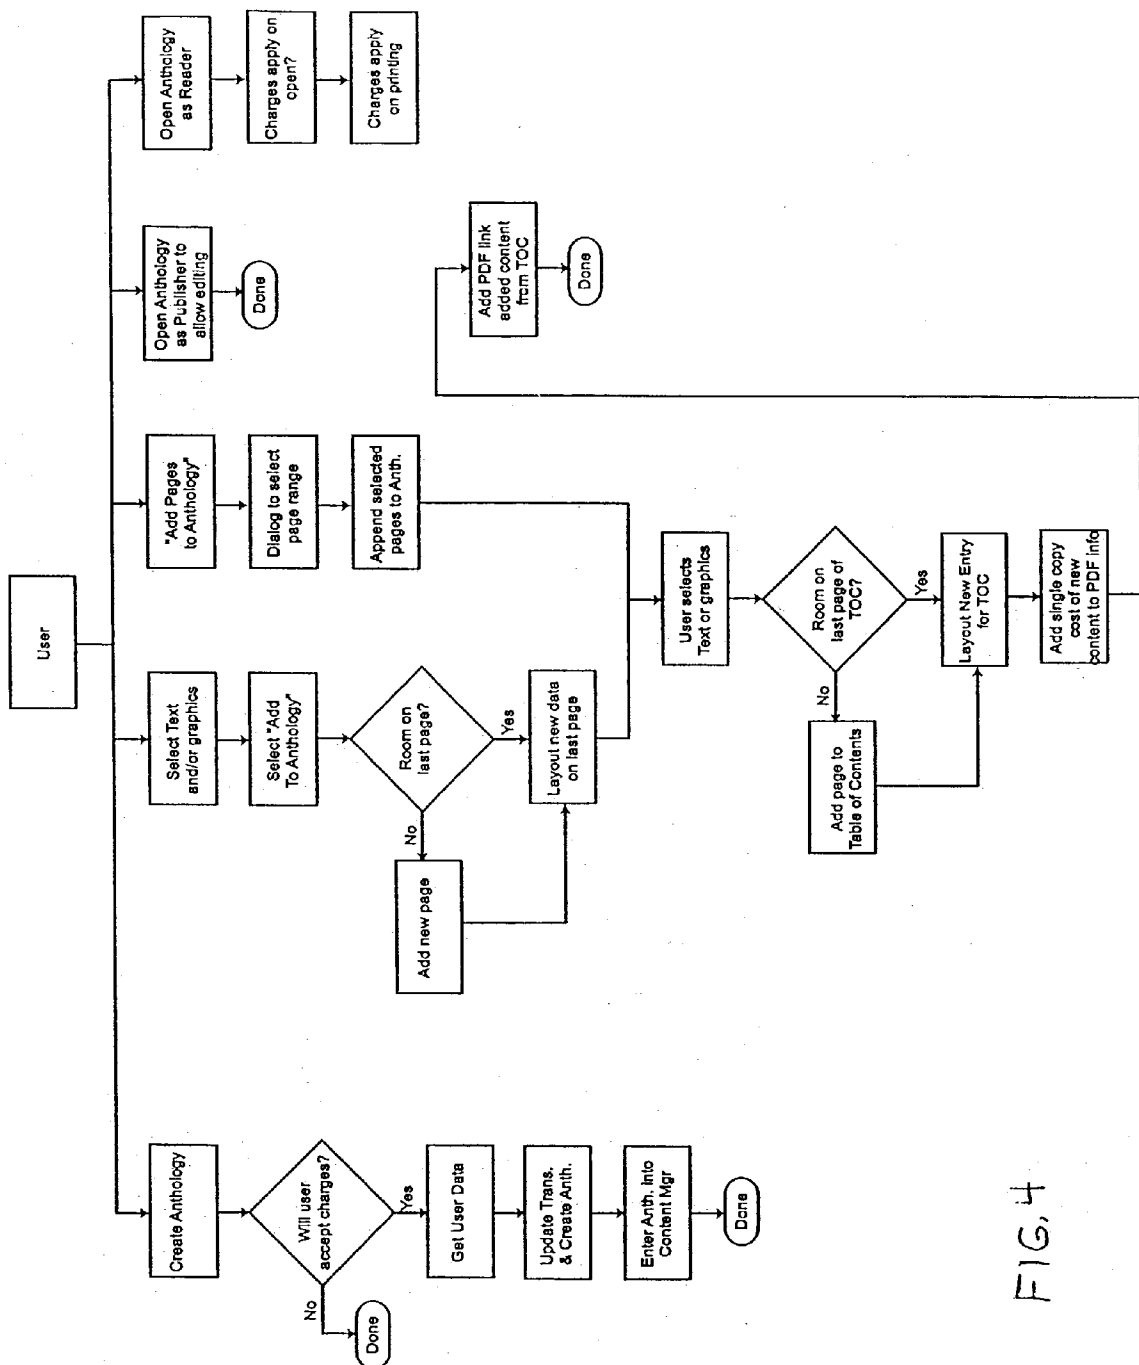 User
Create Anthology
Will user
accept charges?
No
Done
Yes
Get User Data
Update Trans.
& Create Anth.
Enter Anth. into
Content Mgr
Done
Select Text
and/or graphics
Select "Add
To Anthology"
Room on
last page?
No
Add new page
Yes
Layout new data
on last page
"Add Pages
to Anthology"
Dialog to select
page range
Append selected
pages to Anth.
User selects
Text or graphics
Room on
last page of
TOC?
No
Add page to
Table of Contents
Yes
Layout New Entry
for TOC
Add single copy
cost of new
content to PDF info
Add PDF link
added content
from TOC
Done
Open Anthology
as Publisher to
allow editing
Done
Open Anthology
as Reader
Charges apply on
open?
Charges apply
on printing
FIG. 4